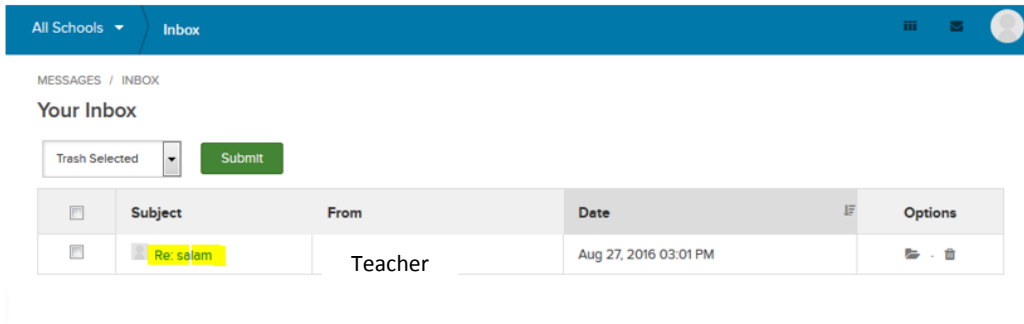 All Schools Inbox
MESSAGES / INBOX
Your Inbox
Trash Selected Submit
Subject From Date Options
Re: salam Teacher Aug 27, 2016 03:01 PM